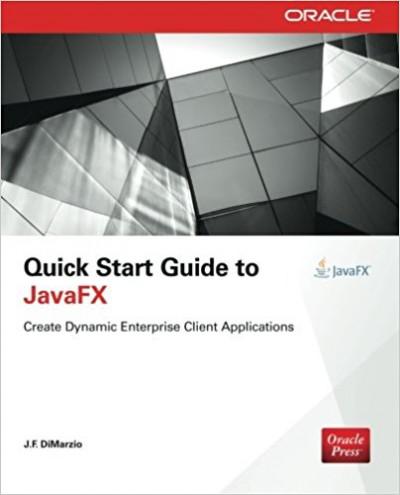 ORACLE
Quick Start Guide to
JavaFX
JavaFX
Create Dynamic Enterprise Client Applications
J.F. DiMarzio
Oracle
Press